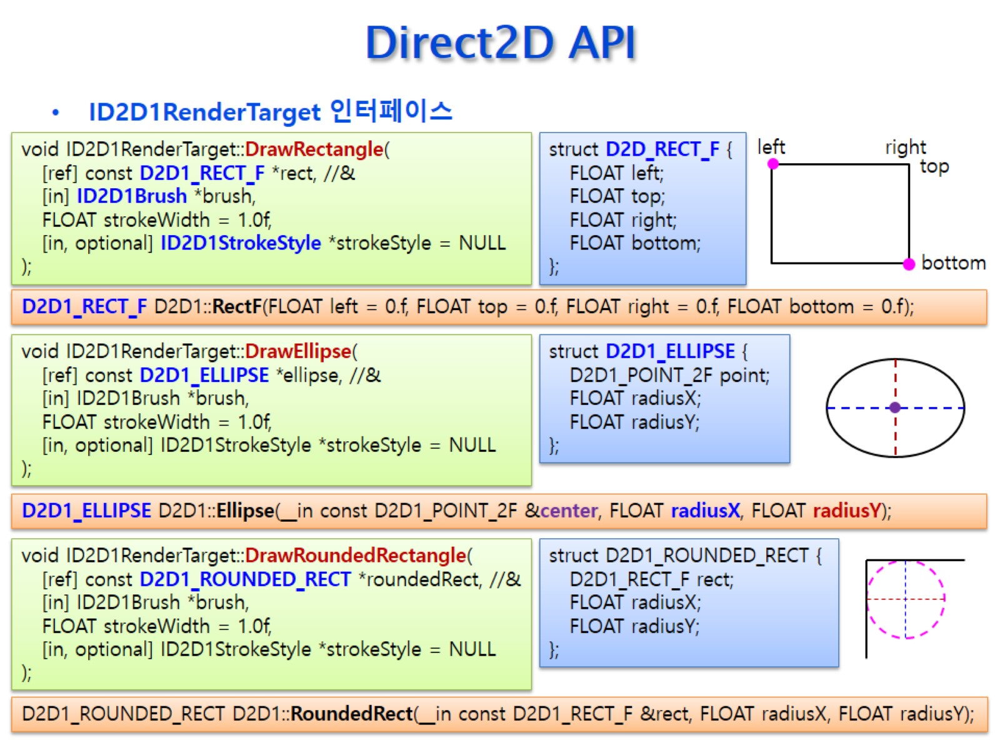 Direct2D API
• ID2D1RenderTarget 인터페이스
void ID2D1RenderTarget::DrawRectangle(
[ref] const D2D1_RECT_F *rect, //&
[in] ID2D1Brush *brush,
FLOAT strokeWidth = 1.0f,
[in, optional] ID2D1StrokeStyle *strokeStyle = NULL
);
struct D2D_RECT_F {
FLOAT left;
FLOAT top;
FLOAT right;
FLOAT bottom;
};
left right
top
bottom
D2D1_RECT_F D2D1::RectF(FLOAT left = 0.f, FLOAT top = 0.f, FLOAT right = 0.f, FLOAT bottom = 0.f);
void ID2D1RenderTarget::DrawEllipse(
[ref] const D2D1_ELLIPSE *ellipse, //&
[in] ID2D1Brush *brush,
FLOAT strokeWidth = 1.0f,
[in, optional] ID2D1StrokeStyle *strokeStyle = NULL
);
struct D2D1_ELLIPSE {
D2D1_POINT_2F point;
FLOAT radiusX;
FLOAT radiusY;
};
D2D1_ELLIPSE D2D1::Ellipse(__in const D2D1_POINT_2F &center, FLOAT radiusX, FLOAT radiusY);
void ID2D1RenderTarget::DrawRoundedRectangle(
[ref] const D2D1_ROUNDED_RECT *roundedRect, //&
[in] ID2D1Brush *brush,
FLOAT strokeWidth = 1.0f,
[in, optional] ID2D1StrokeStyle *strokeStyle = NULL
);
struct D2D1_ROUNDED_RECT {
D2D1_RECT_F rect;
FLOAT radiusX;
FLOAT radiusY;
};
D2D1_ROUNDED_RECT D2D1::RoundedRect(__in const D2D1_RECT_F &rect, FLOAT radiusX, FLOAT radiusY);